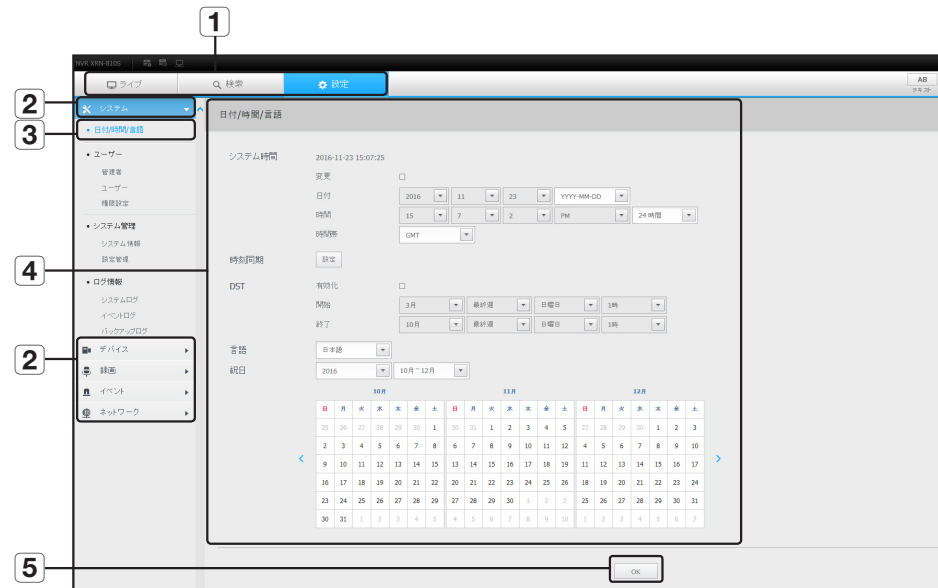 1
NVR XRN-810S
ライブ 検索 設定
AB
テキスト
2 システム
3 日付/時間/言語
ユーザー
管理者
ユーザー
権限設定
システム管理
システム情報
設定管理
ログ情報
システムログ
イベントログ
バックアップログ
2 デバイス
録画
イベント
ネットワーク
4
日付/時間/言語
システム時間 2016-11-23 15:07:25
変更
日付 2016 11 23 YYYY-MM-DD
時間 15 7 2 PM 24 時間
時間帯 GMT
時刻同期 設定
DST 有効化
開始 3月 最終週 日曜日 1時
終了 10月 最終週 日曜日 1時
言語 日本語
祝日 2016 10月~12月
10月 11月 12月
日 月 火 水 木 金 土 日 月 火 水 木 金 土 日 月 火 水 木 金 土
25 26 27 28 29 30 1 30 31 1 2 3 4 5 27 28 29 30 1 2 3
2 3 4 5 6 7 8 6 7 8 9 10 11 12 4 5 6 7 8 9 10
9 10 11 12 13 14 15 13 14 15 16 17 18 19 11 12 13 14 15 16 17
16 17 18 19 20 21 22 20 21 22 23 24 25 26 18 19 20 21 22 23 24
23 24 25 26 27 28 29 27 28 29 30 1 2 3 25 26 27 28 29 30 31
30 31 1 2 3 4 5 4 5 6 7 8 9 10 1 2 3 4 5 6 7
5 OK